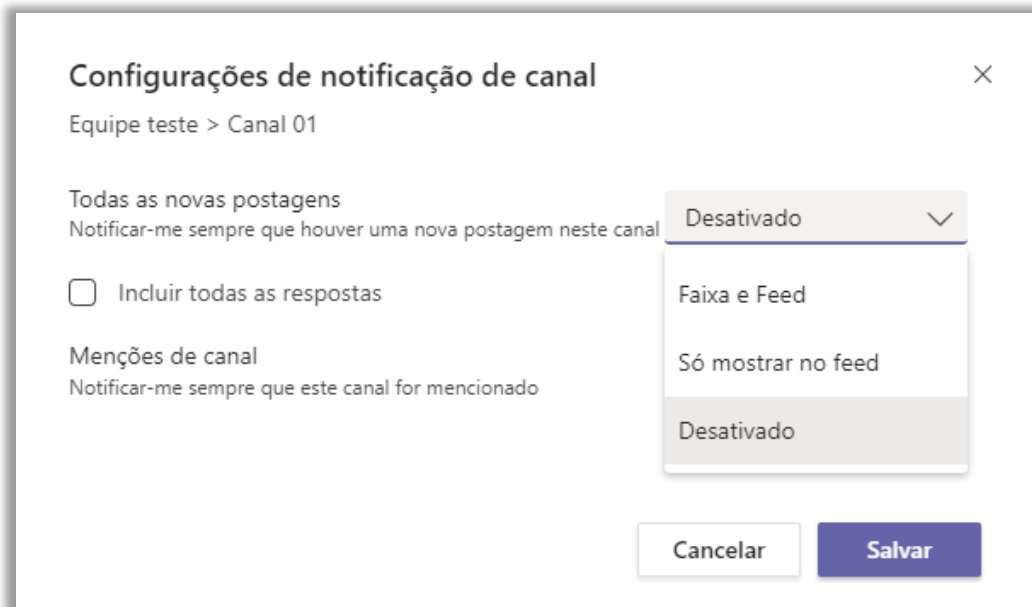 Configurações de notificação de canal
Equipe teste > Canal 01
Todas as novas postagens
Notificar-me sempre que houver uma nova postagem neste canal
Desativado
Incluir todas as respostas
Faixa e Feed
Só mostrar no feed
Desativado
Menções de canal
Notificar-me sempre que este canal for mencionado
Cancelar
Salvar